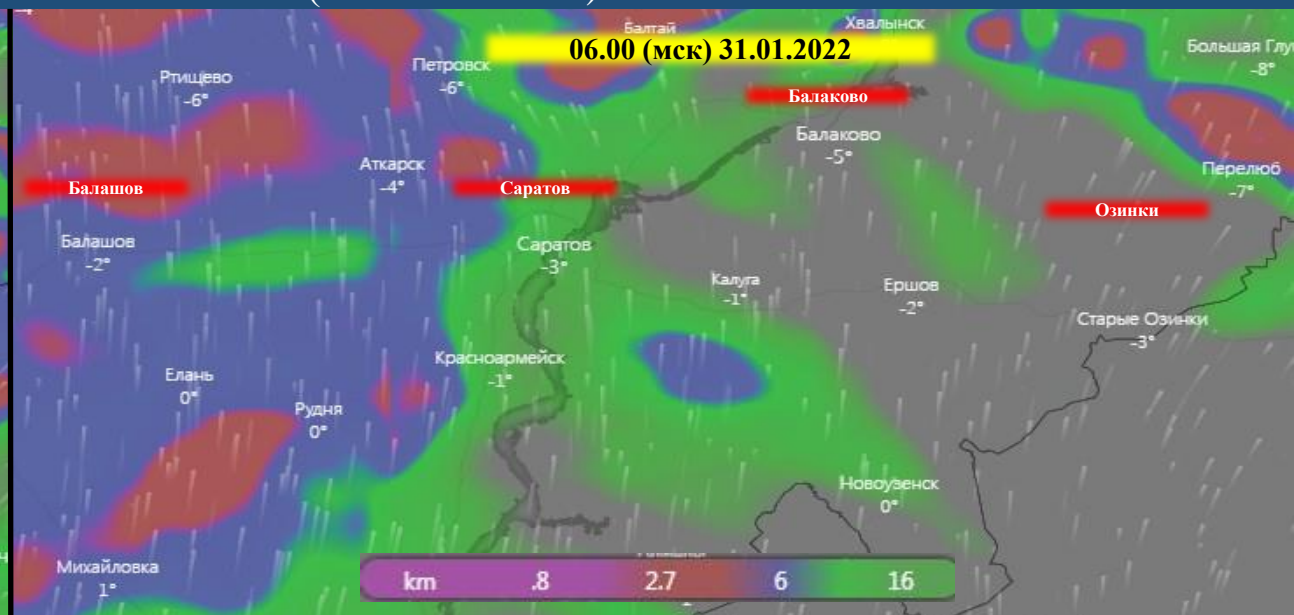 Балтай
Хвалынск
06.00 (мск) 31.01.2022
Большая Глу
-8°
Петровск
-6°
Ртищево
-6°
Балаково
Балаково
-5°
Аткарск
-4°
Перелюб
-7°
Балашов
Саратов
Озинки
Балашов
-2°
Саратов
-3°
Калуга
-1°
Ершов
-2°
Старые Озинки
-3°
Красноармейск
-1°
Елань
0°
Рудня
0°
Новоузенск
0°
Михайловка
1°
km .8 2.7 6 16